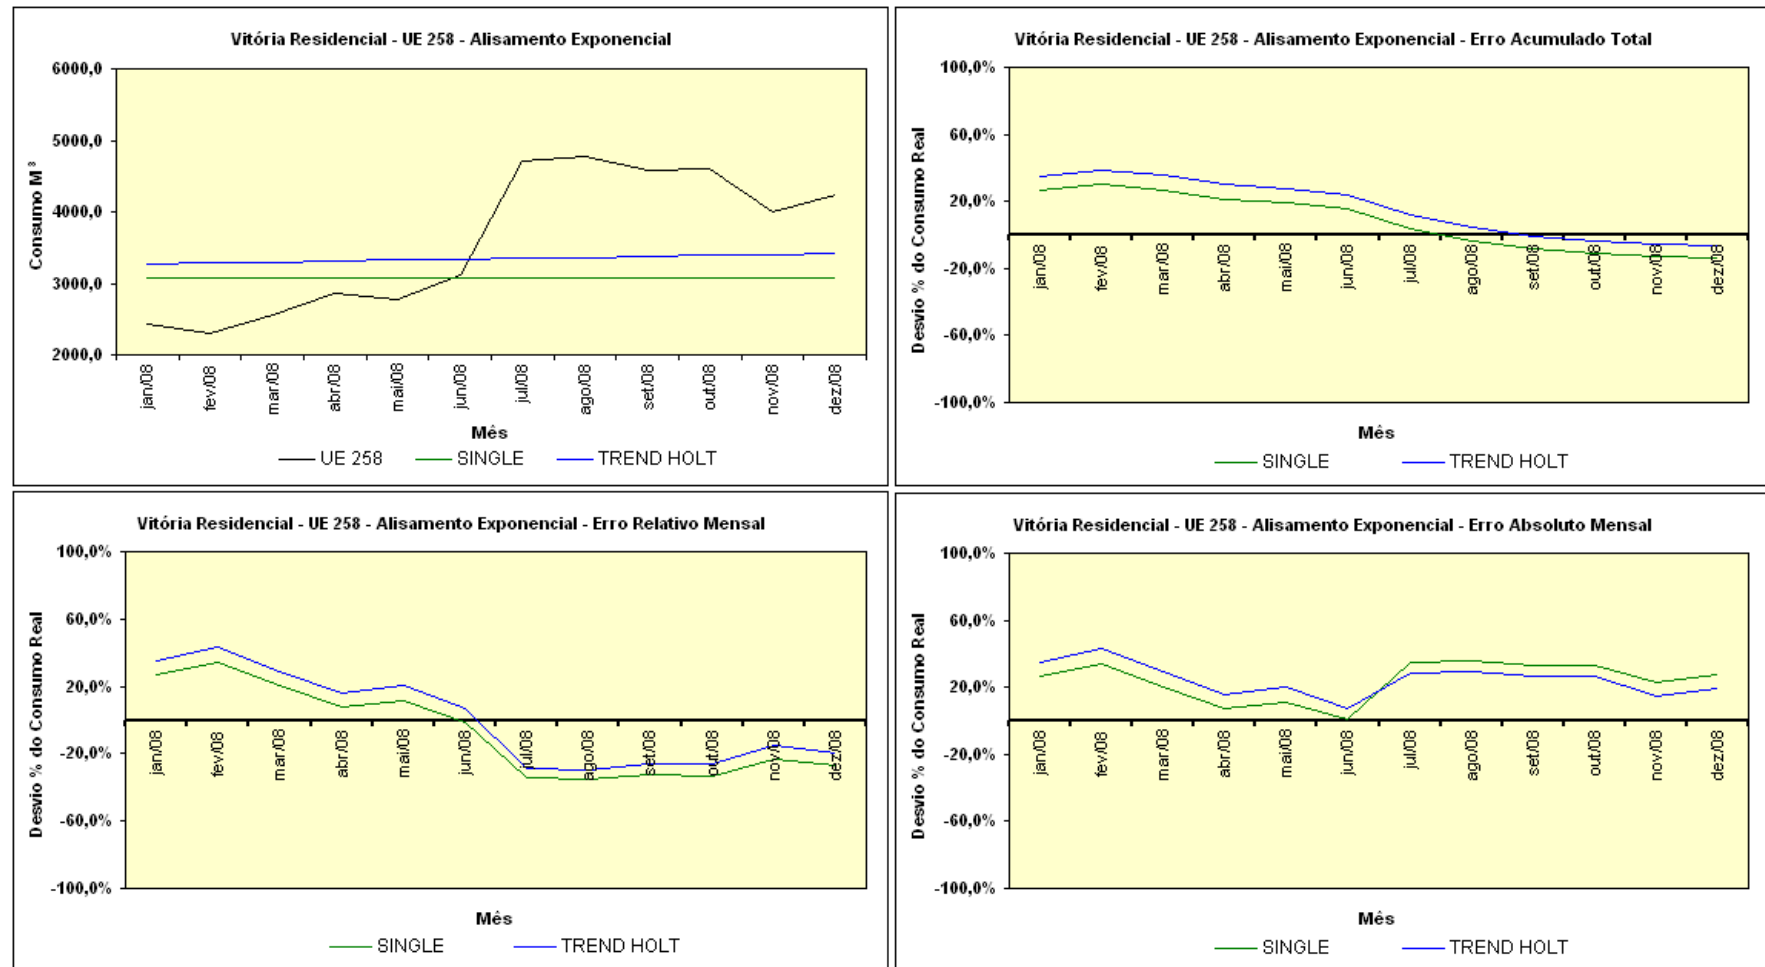 Vitória Residencial - UE 258 - Alisamento Exponencial
6000,0
5000,0
4000,0
3000,0
2000,0
Consumo M³
jan/08
fev/08
mar/08
abr/08
mai/08
jun/08
jul/08
ago/08
set/08
out/08
nov/08
dez/08
Mês
UE 258 SINGLE TREND HOLT
Vitória Residencial - UE 258 - Alisamento Exponencial - Erro Acumulado Total
100,0%
60,0%
20,0%
-20,0%
-60,0%
-100,0%
Desvio % do Consumo Real
jan/08
fev/08
mar/08
abr/08
mai/08
jun/08
jul/08
ago/08
set/08
out/08
nov/08
dez/08
Mês
SINGLE TREND HOLT
Vitória Residencial - UE 258 - Alisamento Exponencial - Erro Relativo Mensal
100,0%
60,0%
20,0%
-20,0%
-60,0%
-100,0%
Desvio % do Consumo Real
jan/08
fev/08
mar/08
abr/08
mai/08
jun/08
jul/08
ago/08
set/08
out/08
nov/08
dez/08
Mês
SINGLE TREND HOLT
Vitória Residencial - UE 258 - Alisamento Exponencial - Erro Absoluto Mensal
100,0%
60,0%
20,0%
-20,0%
-60,0%
-100,0%
Desvio % do Consumo Real
jan/08
fev/08
mar/08
abr/08
mai/08
jun/08
jul/08
ago/08
set/08
out/08
nov/08
dez/08
Mês
SINGLE TREND HOLT